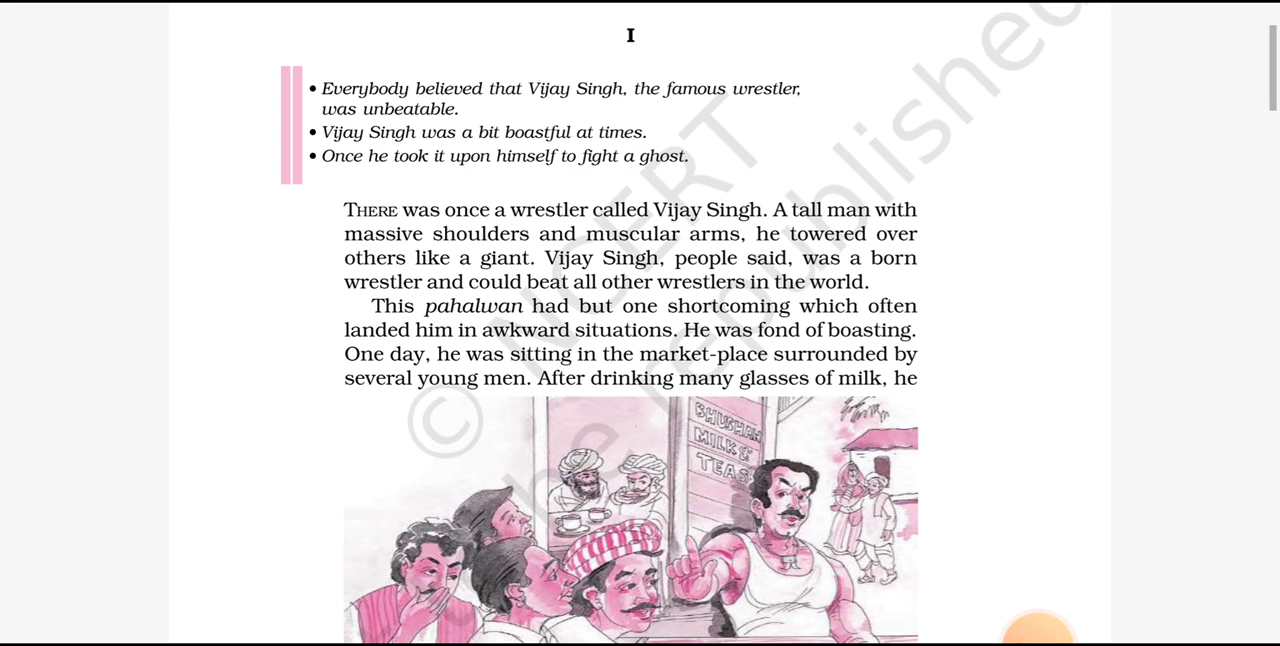 I
• Everybody believed that Vijay Singh, the famous wrestler,
was unbeatable.
• Vijay Singh was a bit boastful at times.
• Once he took it upon himself to fight a ghost.
THERE was once a wrestler called Vijay Singh. A tall man with
massive shoulders and muscular arms, he towered over
others like a giant. Vijay Singh, people said, was a born
wrestler and could beat all other wrestlers in the world.
This pahalwan had but one shortcoming which often
landed him in awkward situations. He was fond of boasting.
One day, he was sitting in the market-place surrounded by
several young men. After drinking many glasses of milk, he
BHUSHAN
MILK &
TEAS
© NCERT
be republished